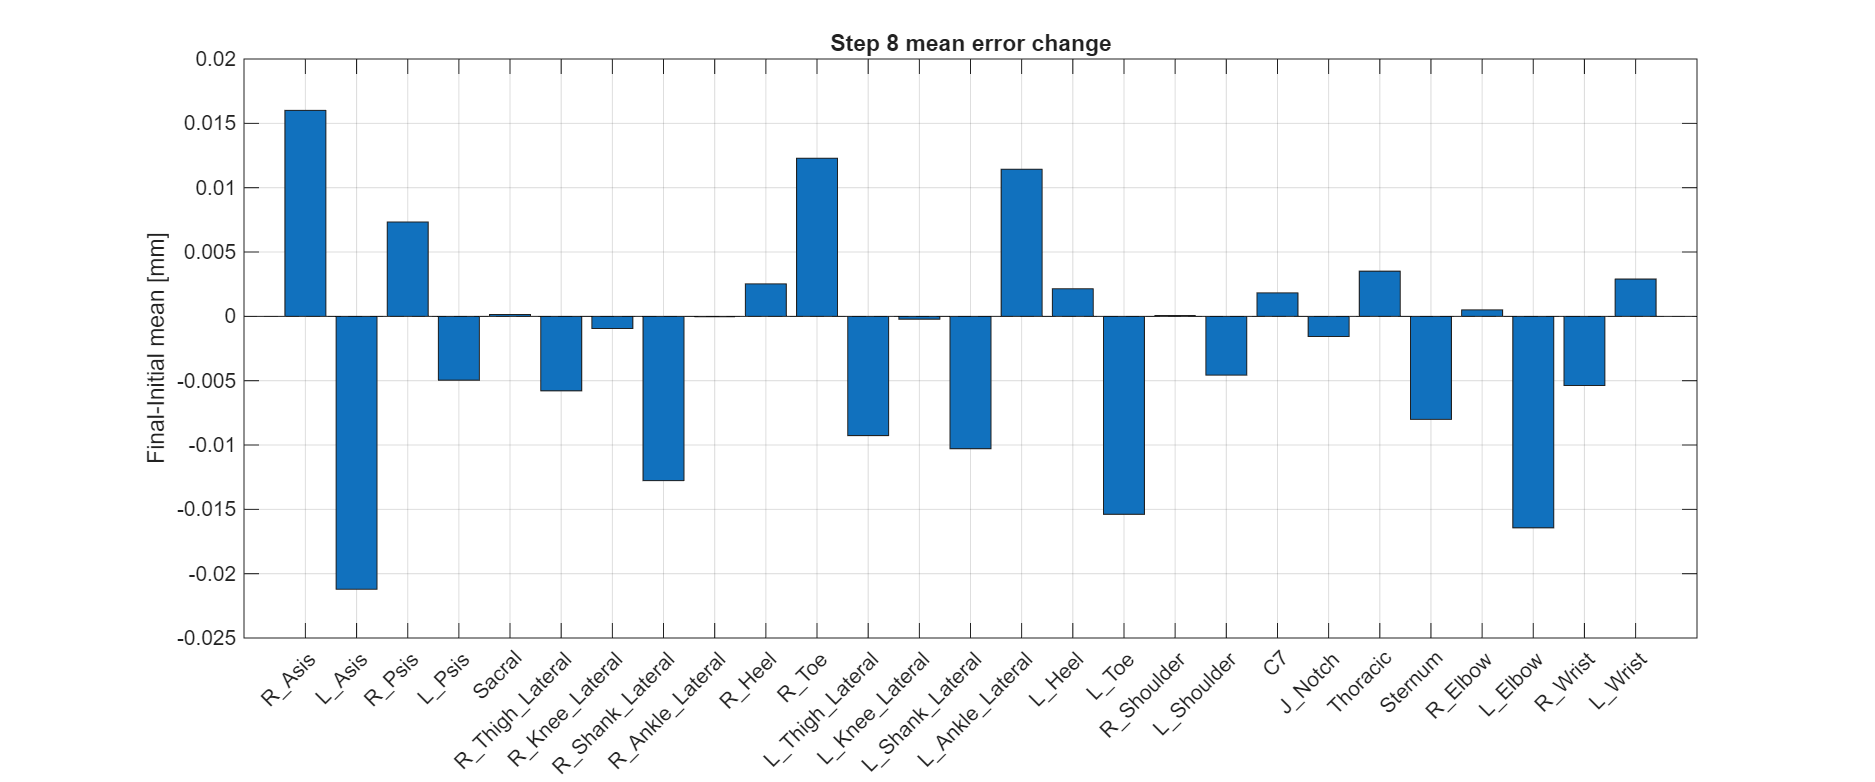 Step 8 mean error change
Final-Initial mean [mm]
0.02
0.015
0.01
0.005
0
-0.005
-0.01
-0.015
-0.02
-0.025
R_Asis
L_Asis
R_Psis
L_Psis
Sacral
R_Thigh_Lateral
R_Knee_Lateral
R_Shank_Lateral
R_Ankle_Lateral
R_Heel
R_Toe
L_Thigh_Lateral
L_Knee_Lateral
L_Shank_Lateral
L_Ankle_Lateral
L_Heel
L_Toe
R_Shoulder
L_Shoulder
C7
J_Notch
Thoracic
Sternum
R_Elbow
L_Elbow
R_Wrist
L_Wrist